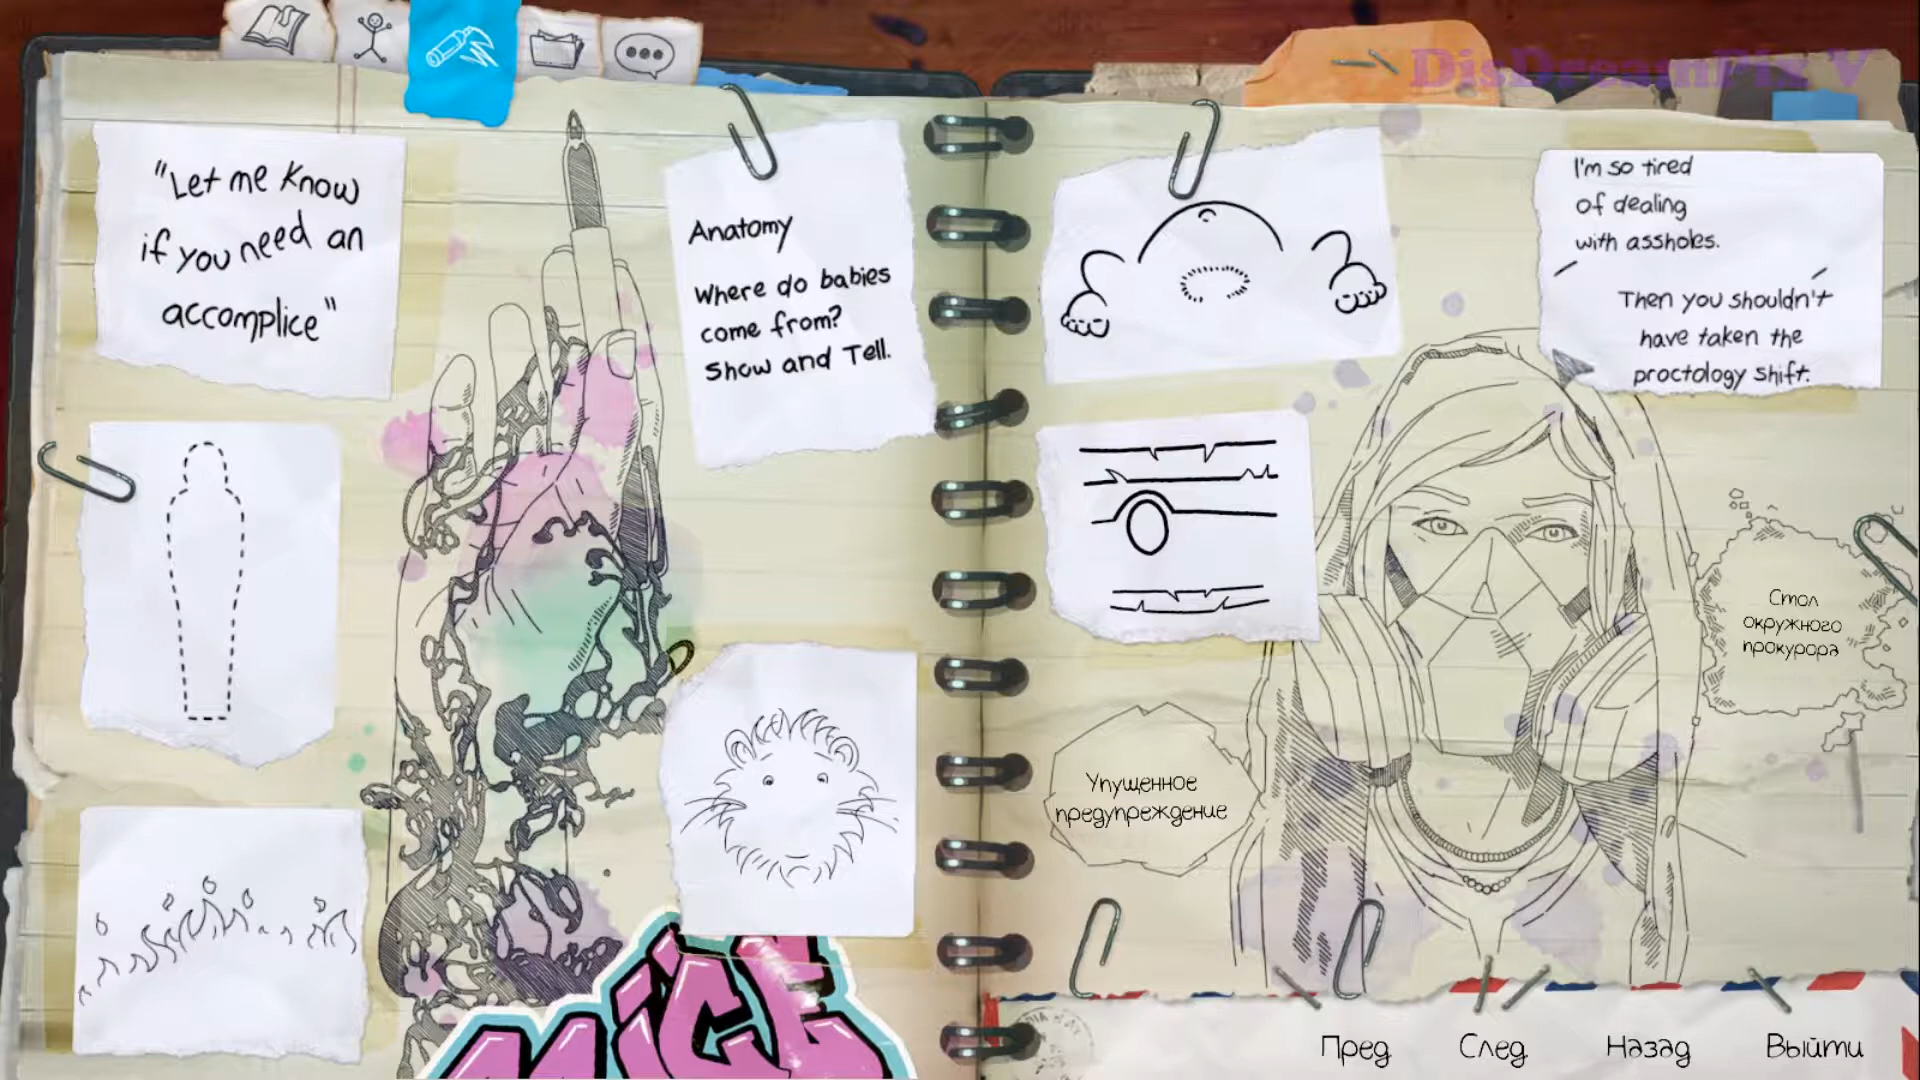 DisDreamPix V
"Let me know
if you need an
accomplice"
Anatomy
Where do babies
come from?
Show and Tell.
I'm so tired
of dealing
with assholes.
Then you shouldn't
have taken the
proctology shift.
Стол
окружного
прокурора
Упущенное
предупреждение
Пред
След
Назад
Выйти